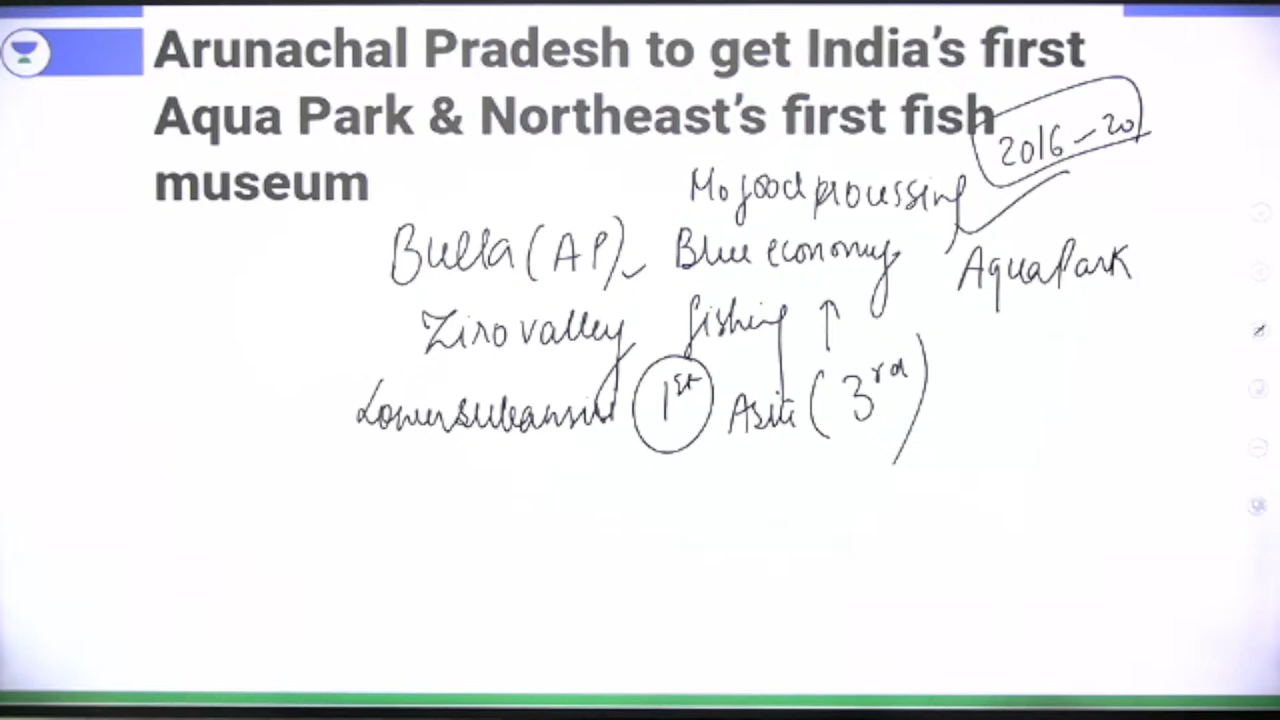 Arunachal Pradesh to get India's first
Aqua Park & Northeast's first fish
museum
2016-20
Mo food processing
Bulla (AP) - Blue economy
Aqua Park
Ziro valley fishing ↑
Lower subansiri 1st Asia (3rd)